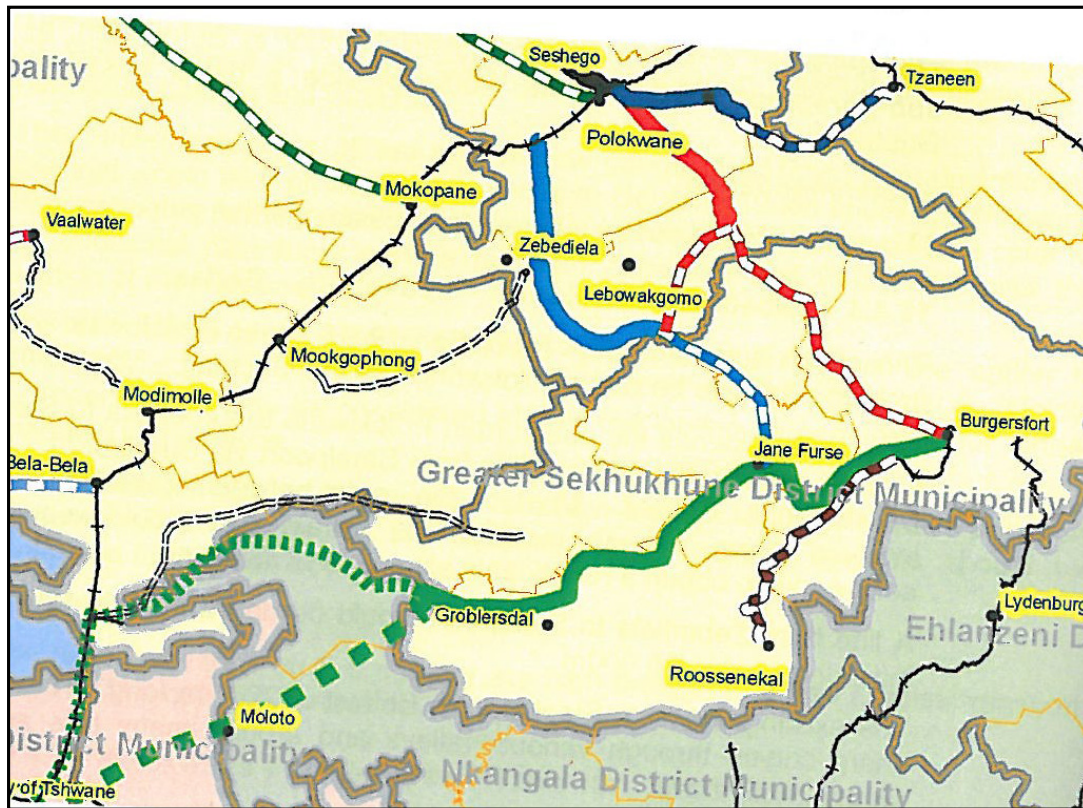 Seshego
Tzaneen
pality
Polokwane
Mokopane
Vaalwater
Zebediela
Lebowakgomo
Mookgophong
Modimolle
Burgersfort
Jane Furse
Bela-Bela
Greater Sekhukhune District Municipality
Groblersdal
Lydenburg
Ehlanzeni D
Roossenekal
Moloto
District Municipality
Nkangala District Municipality
y of Tshwane